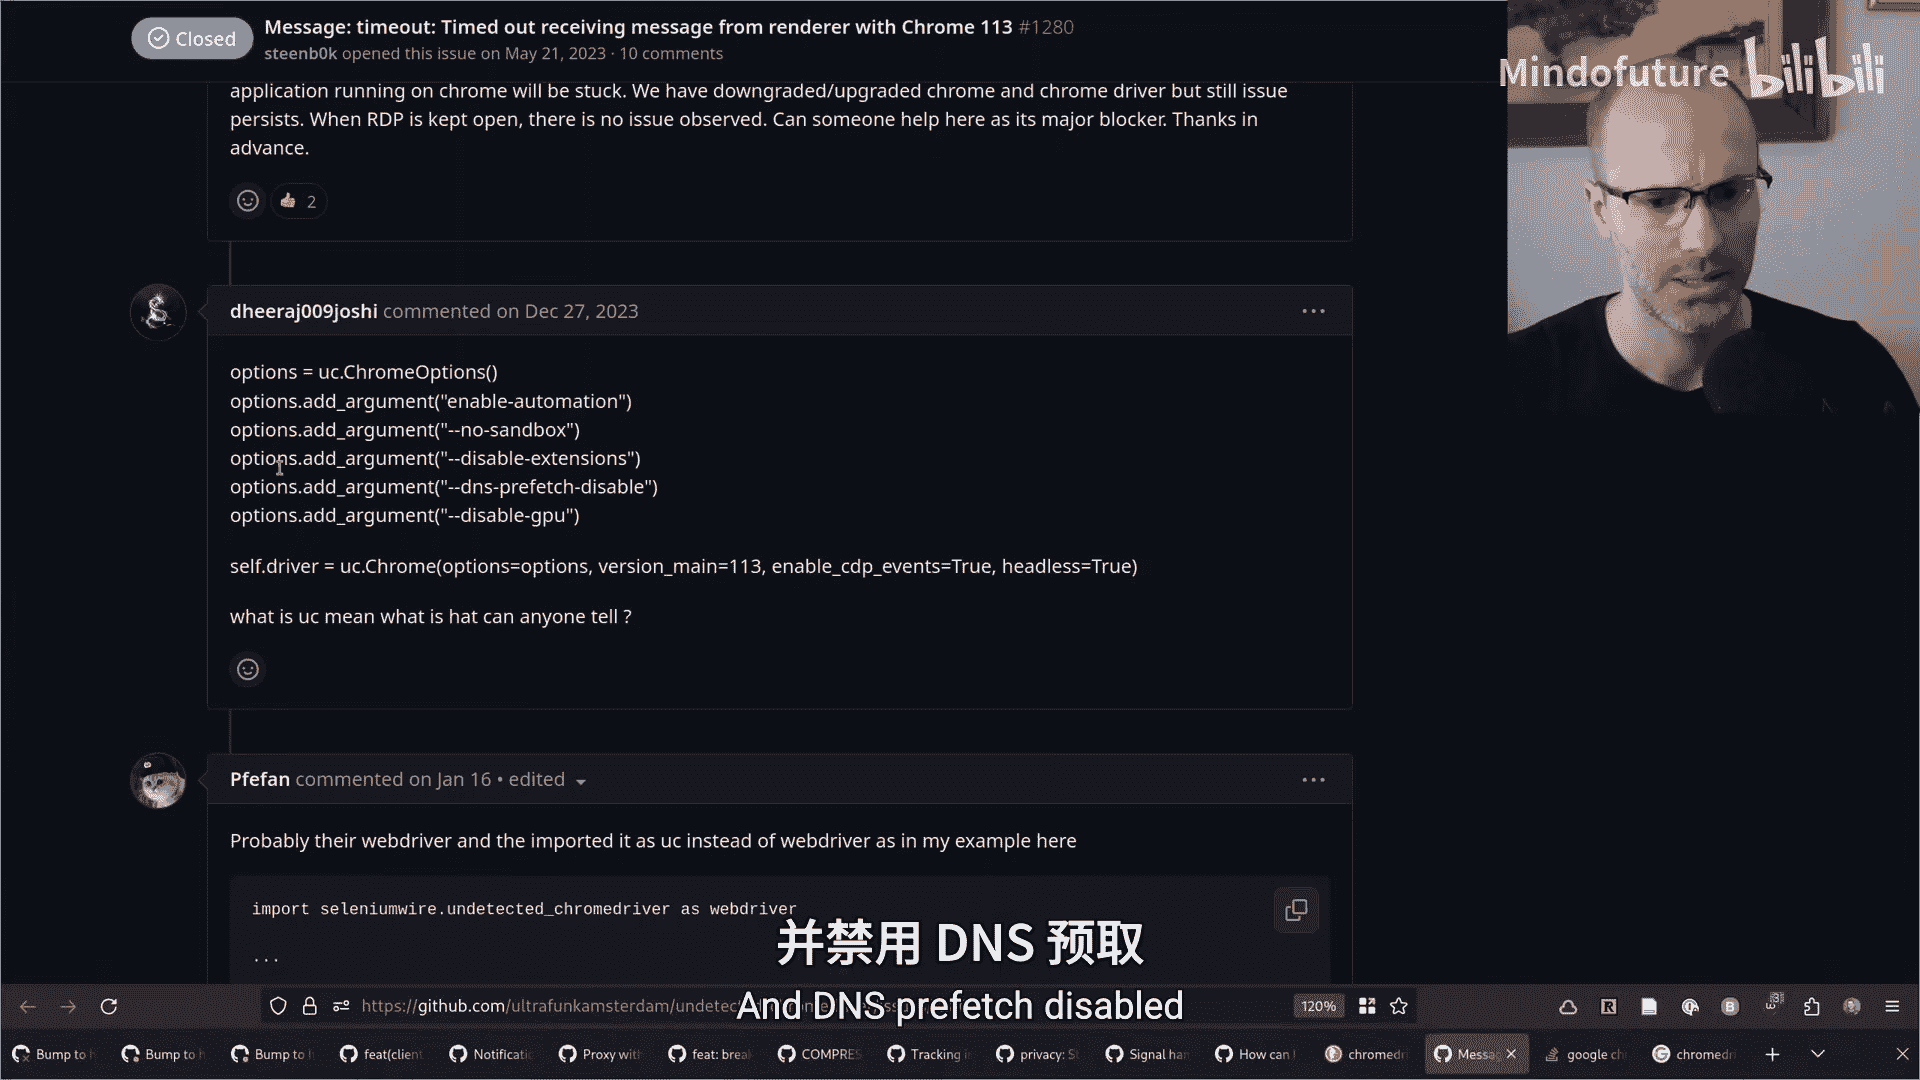 Closed
Message: timeout: Timed out receiving message from renderer with Chrome 113 #1280
steenb0k opened this issue on May 21, 2023 · 10 comments
Mindofuture bilibili
application running on chrome will be stuck. We have downgraded/upgraded chrome and chrome driver but still issue
persists. When RDP is kept open, there is no issue observed. Can someone help here as its major blocker. Thanks in
advance.
2
dheeraj009joshi commented on Dec 27, 2023
options = uc.ChromeOptions()
options.add_argument("enable-automation")
options.add_argument("--no-sandbox")
options.add_argument("--disable-extensions")
options.add_argument("--dns-prefetch-disable")
options.add_argument("--disable-gpu")
self.driver = uc.Chrome(options=options, version_main=113, enable_cdp_events=True, headless=True)
what is uc mean what is hat can anyone tell ?
Pfefan commented on Jan 16 • edited
Probably their webdriver and the imported it as uc instead of webdriver as in my example here
import seleniumwire.undetected_chromedriver as webdriver
...
并禁用 DNS 预取
https://github.com/ultrafunkamsterdam/undetec
And DNS prefetch disabled
120%
Bump to h
Bump to h
Bump to h
feat(client
Notificati
Proxy with
feat: brea
COMPRES
Tracking i
privacy: S
Signal han
How can I
chromedr
Messag
google ch
chromedr